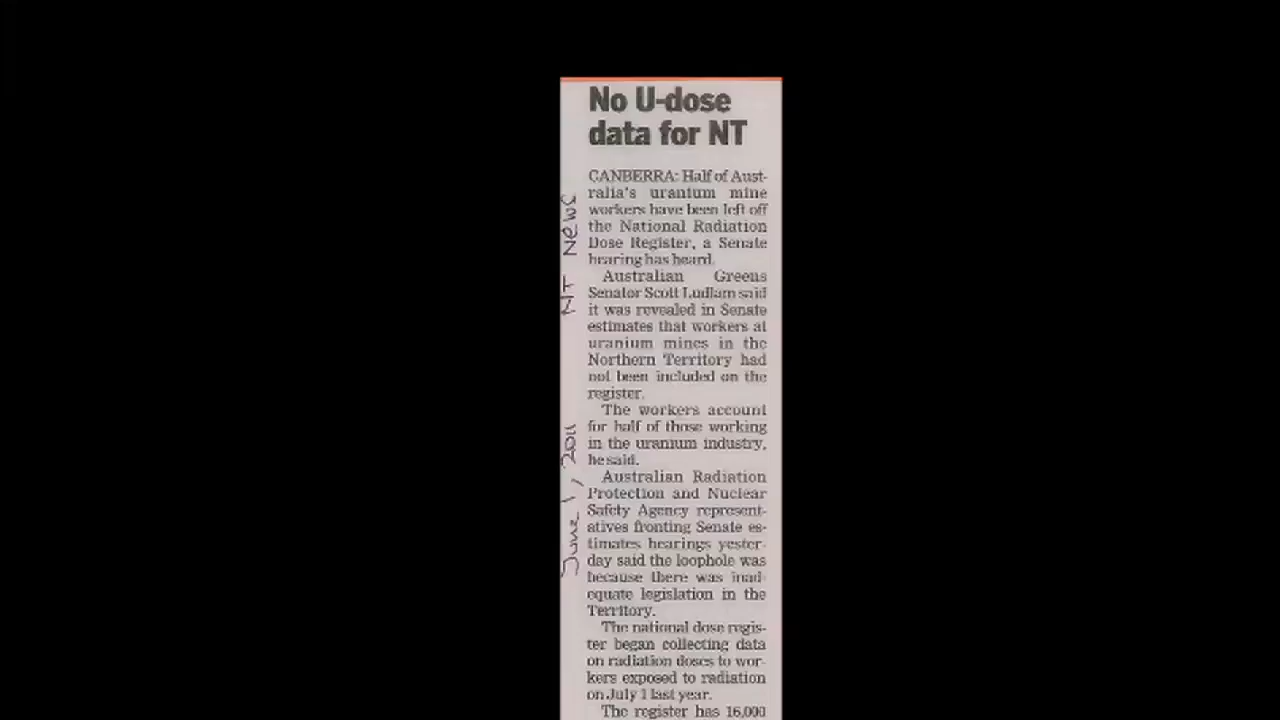 No U-dose
data for NT
CANBERRA: Half of Aust-
ralia's uranium mine
workers have been left off
the National Radiation
Dose Register, a Senate
hearing has heard.
Australian Greens
Senator Scott Ludlam said
it was revealed in Senate
estimates that workers at
uranium mines in the
Northern Territory had
not been included on the
register.
The workers account
for half of those working
in the uranium industry,
he said.
Australian Radiation
Protection and Nuclear
Safety Agency represent-
atives fronting Senate es-
timates hearings yester-
day said the loophole was
because there was inad-
equate legislation in the
Territory.
The national dose regis-
ter began collecting data
on radiation doses to wor-
kers exposed to radiation
on July 1 last year.
The register has 16,000
June 1, 2011 NT News